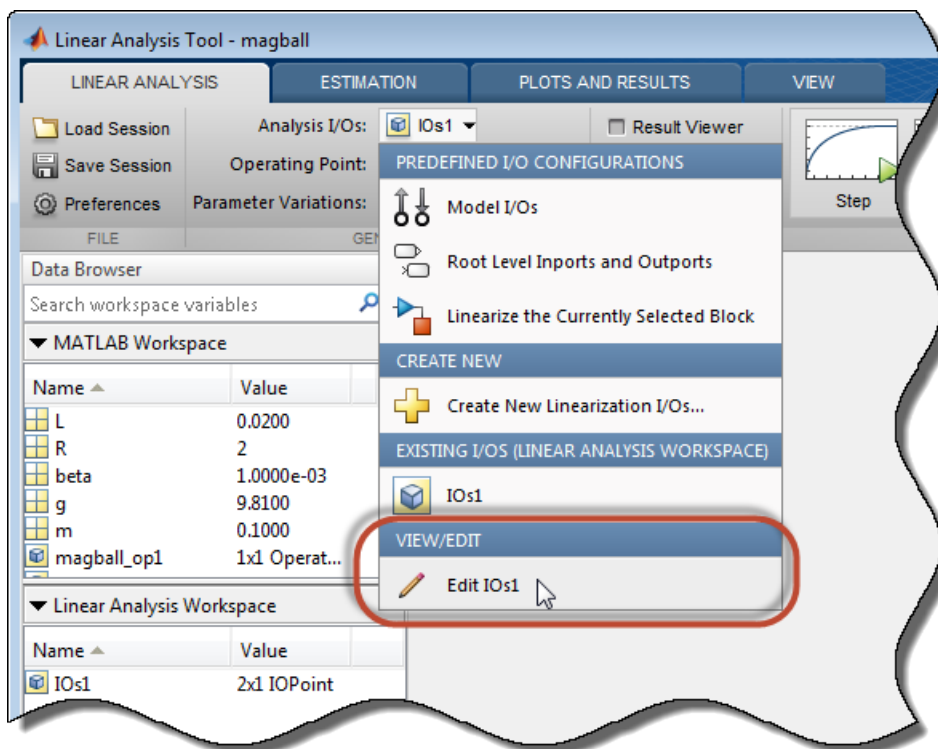 Linear Analysis Tool - magball
LINEAR ANALYSIS ESTIMATION PLOTS AND RESULTS VIEW
Load Session Analysis I/Os: IOs1 Result Viewer
Save Session Operating Point:
Preferences Parameter Variations:
Step
FILE
PREDEFINED I/O CONFIGURATIONS
Model I/Os
Root Level Inports and Outports
Linearize the Currently Selected Block
CREATE NEW
Create New Linearization I/Os...
EXISTING I/OS (LINEAR ANALYSIS WORKSPACE)
IOs1
VIEW/EDIT
Edit IOs1
Data Browser
Search workspace variables
MATLAB Workspace
Name Value
L 0.0200
R 2
beta 1.0000e-03
g 9.8100
m 0.1000
magball_op1 1x1 Operat...
Linear Analysis Workspace
Name Value
IOs1 2x1 IOPoint